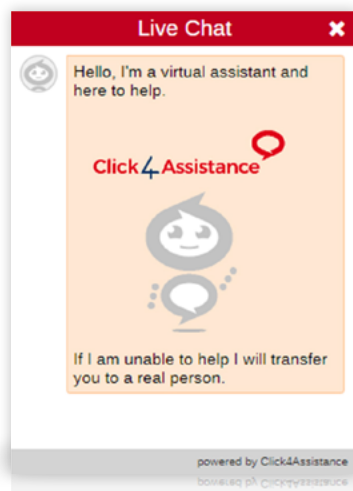 Live Chat
Hello, I'm a virtual assistant and
here to help.
Click4Assistance
If I am unable to help I will transfer
you to a real person.
powered by Click4Assistance